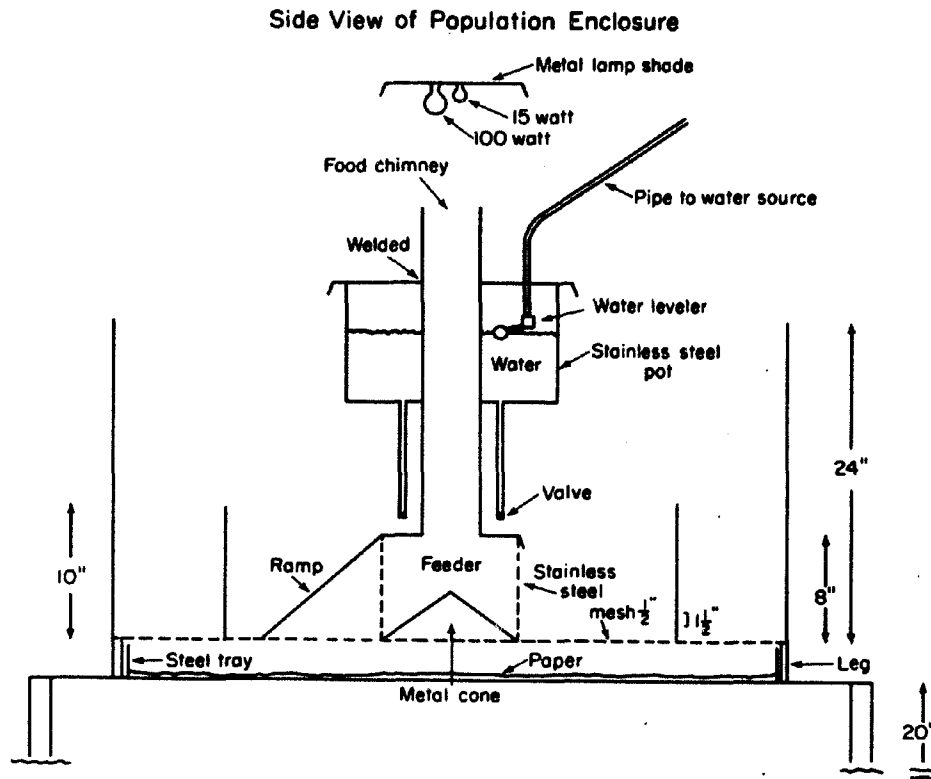 Side View of Population Enclosure
Metal lamp shade
15 watt
100 watt
Food chimney
Pipe to water source
Welded
Water leveler
Water
Stainless steel
pot
24"
Valve
10"
Ramp
Feeder
Stainless
steel
mesh ½"
8"
1½"
Steel tray
Paper
Leg
Metal cone
20"